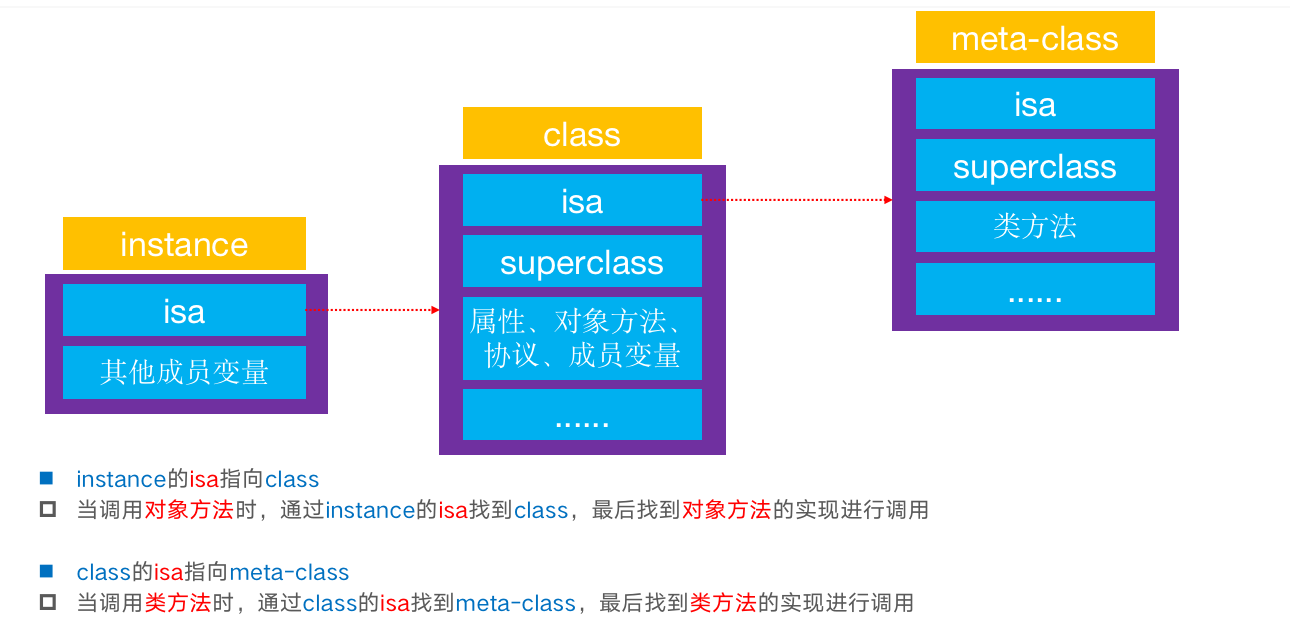 instance
isa
其他成员变量
class
isa
superclass
属性、对象方法、
协议、成员变量
......
meta-class
isa
superclass
类方法
......
instance的isa指向class
当调用对象方法时，通过instance的isa找到class，最后找到对象方法的实现进行调用
class的isa指向meta-class
当调用类方法时，通过class的isa找到meta-class，最后找到类方法的实现进行调用